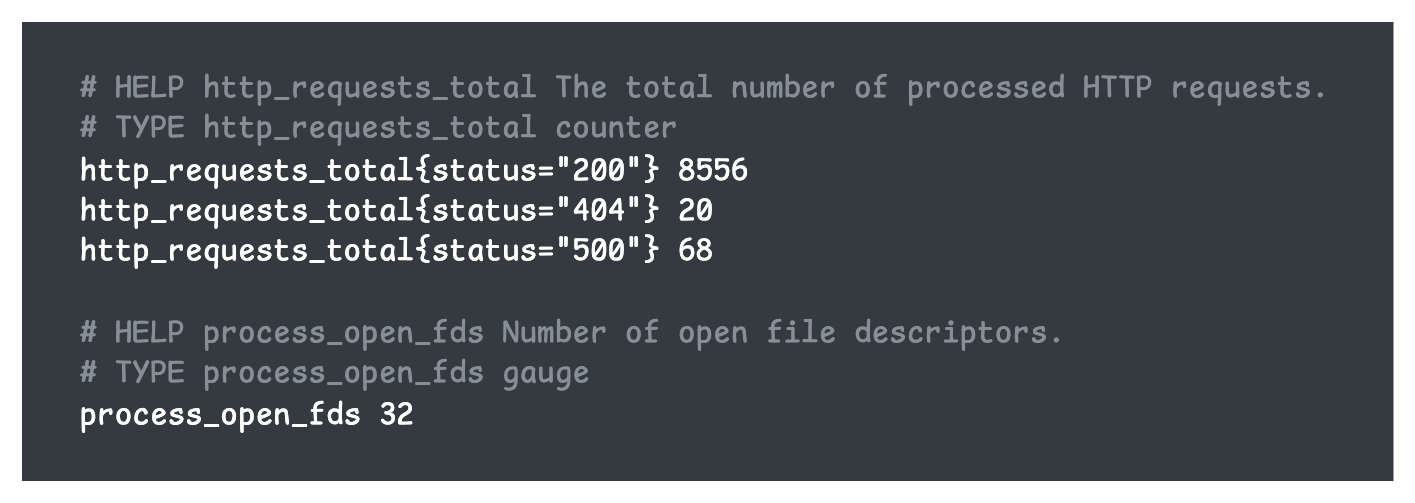 # HELP http_requests_total The total number of processed HTTP requests.
# TYPE http_requests_total counter
http_requests_total{status="200"} 8556
http_requests_total{status="404"} 20
http_requests_total{status="500"} 68
# HELP process_open_fds Number of open file descriptors.
# TYPE process_open_fds gauge
process_open_fds 32